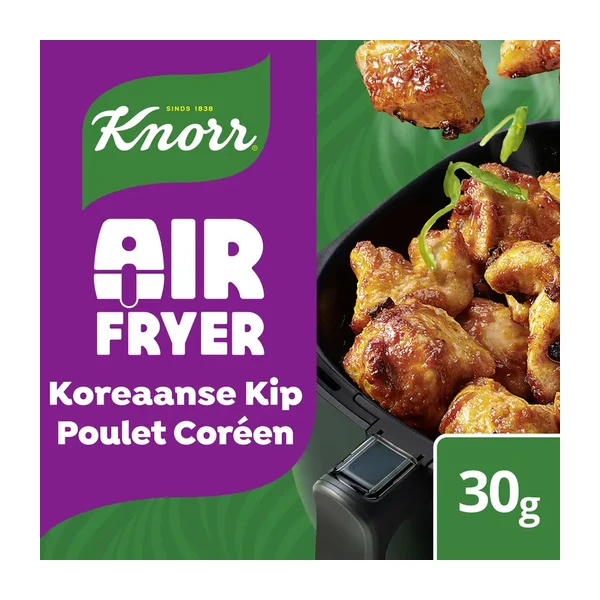 SINDS 1838
Knorr®
AIR
FRYER
Koreaanse Kip
Poulet Coréen
30g